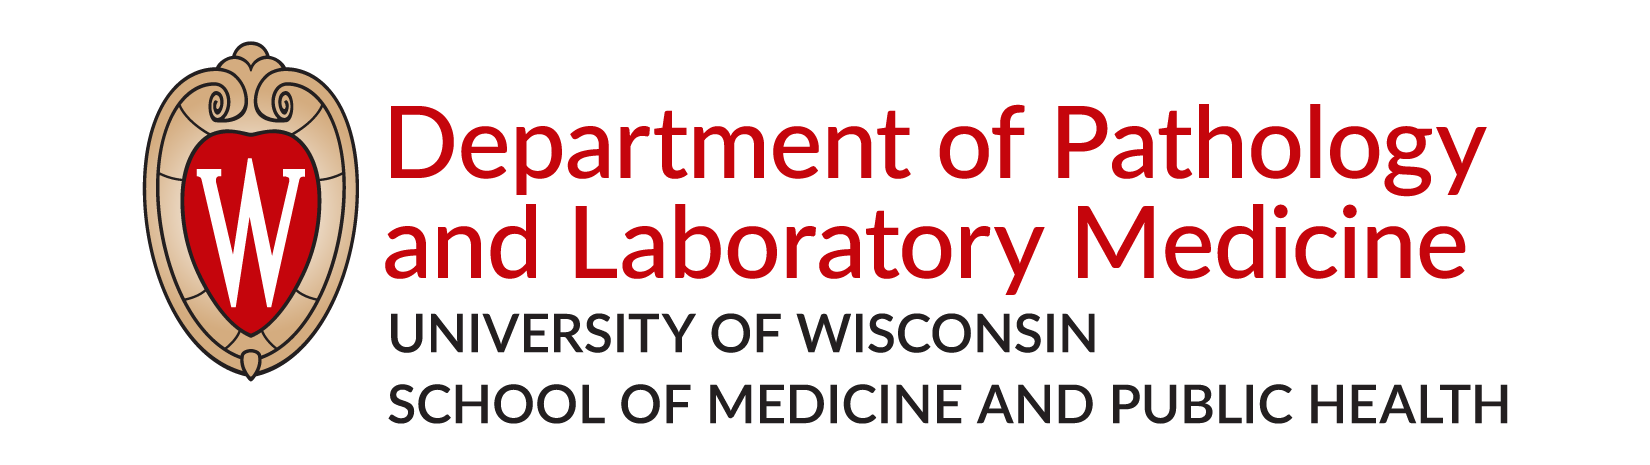 W
Department of Pathology
and Laboratory Medicine
UNIVERSITY OF WISCONSIN
SCHOOL OF MEDICINE AND PUBLIC HEALTH